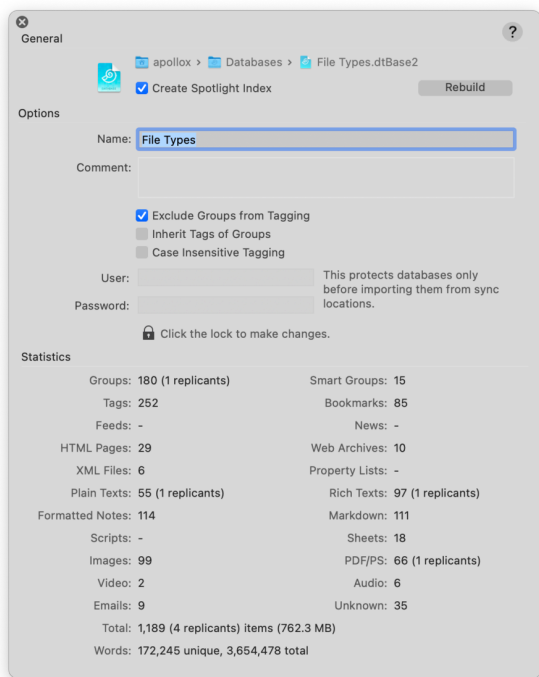 ?
General
apollox › Databases › File Types.dtBase2
Create Spotlight Index Rebuild
Options
Name: File Types
Comment:
Exclude Groups from Tagging
Inherit Tags of Groups
Case Insensitive Tagging
User: This protects databases only
before importing them from sync
Password: locations.
Click the lock to make changes.
Statistics
Groups: 180 (1 replicants) Smart Groups: 15
Tags: 252 Bookmarks: 85
Feeds: - News: -
HTML Pages: 29 Web Archives: 10
XML Files: 6 Property Lists: -
Plain Texts: 55 (1 replicants) Rich Texts: 97 (1 replicants)
Formatted Notes: 114 Markdown: 111
Scripts: - Sheets: 18
Images: 99 PDF/PS: 66 (1 replicants)
Video: 2 Audio: 6
Emails: 9 Unknown: 35
Total: 1,189 (4 replicants) items (762.3 MB)
Words: 172,245 unique, 3,654,478 total